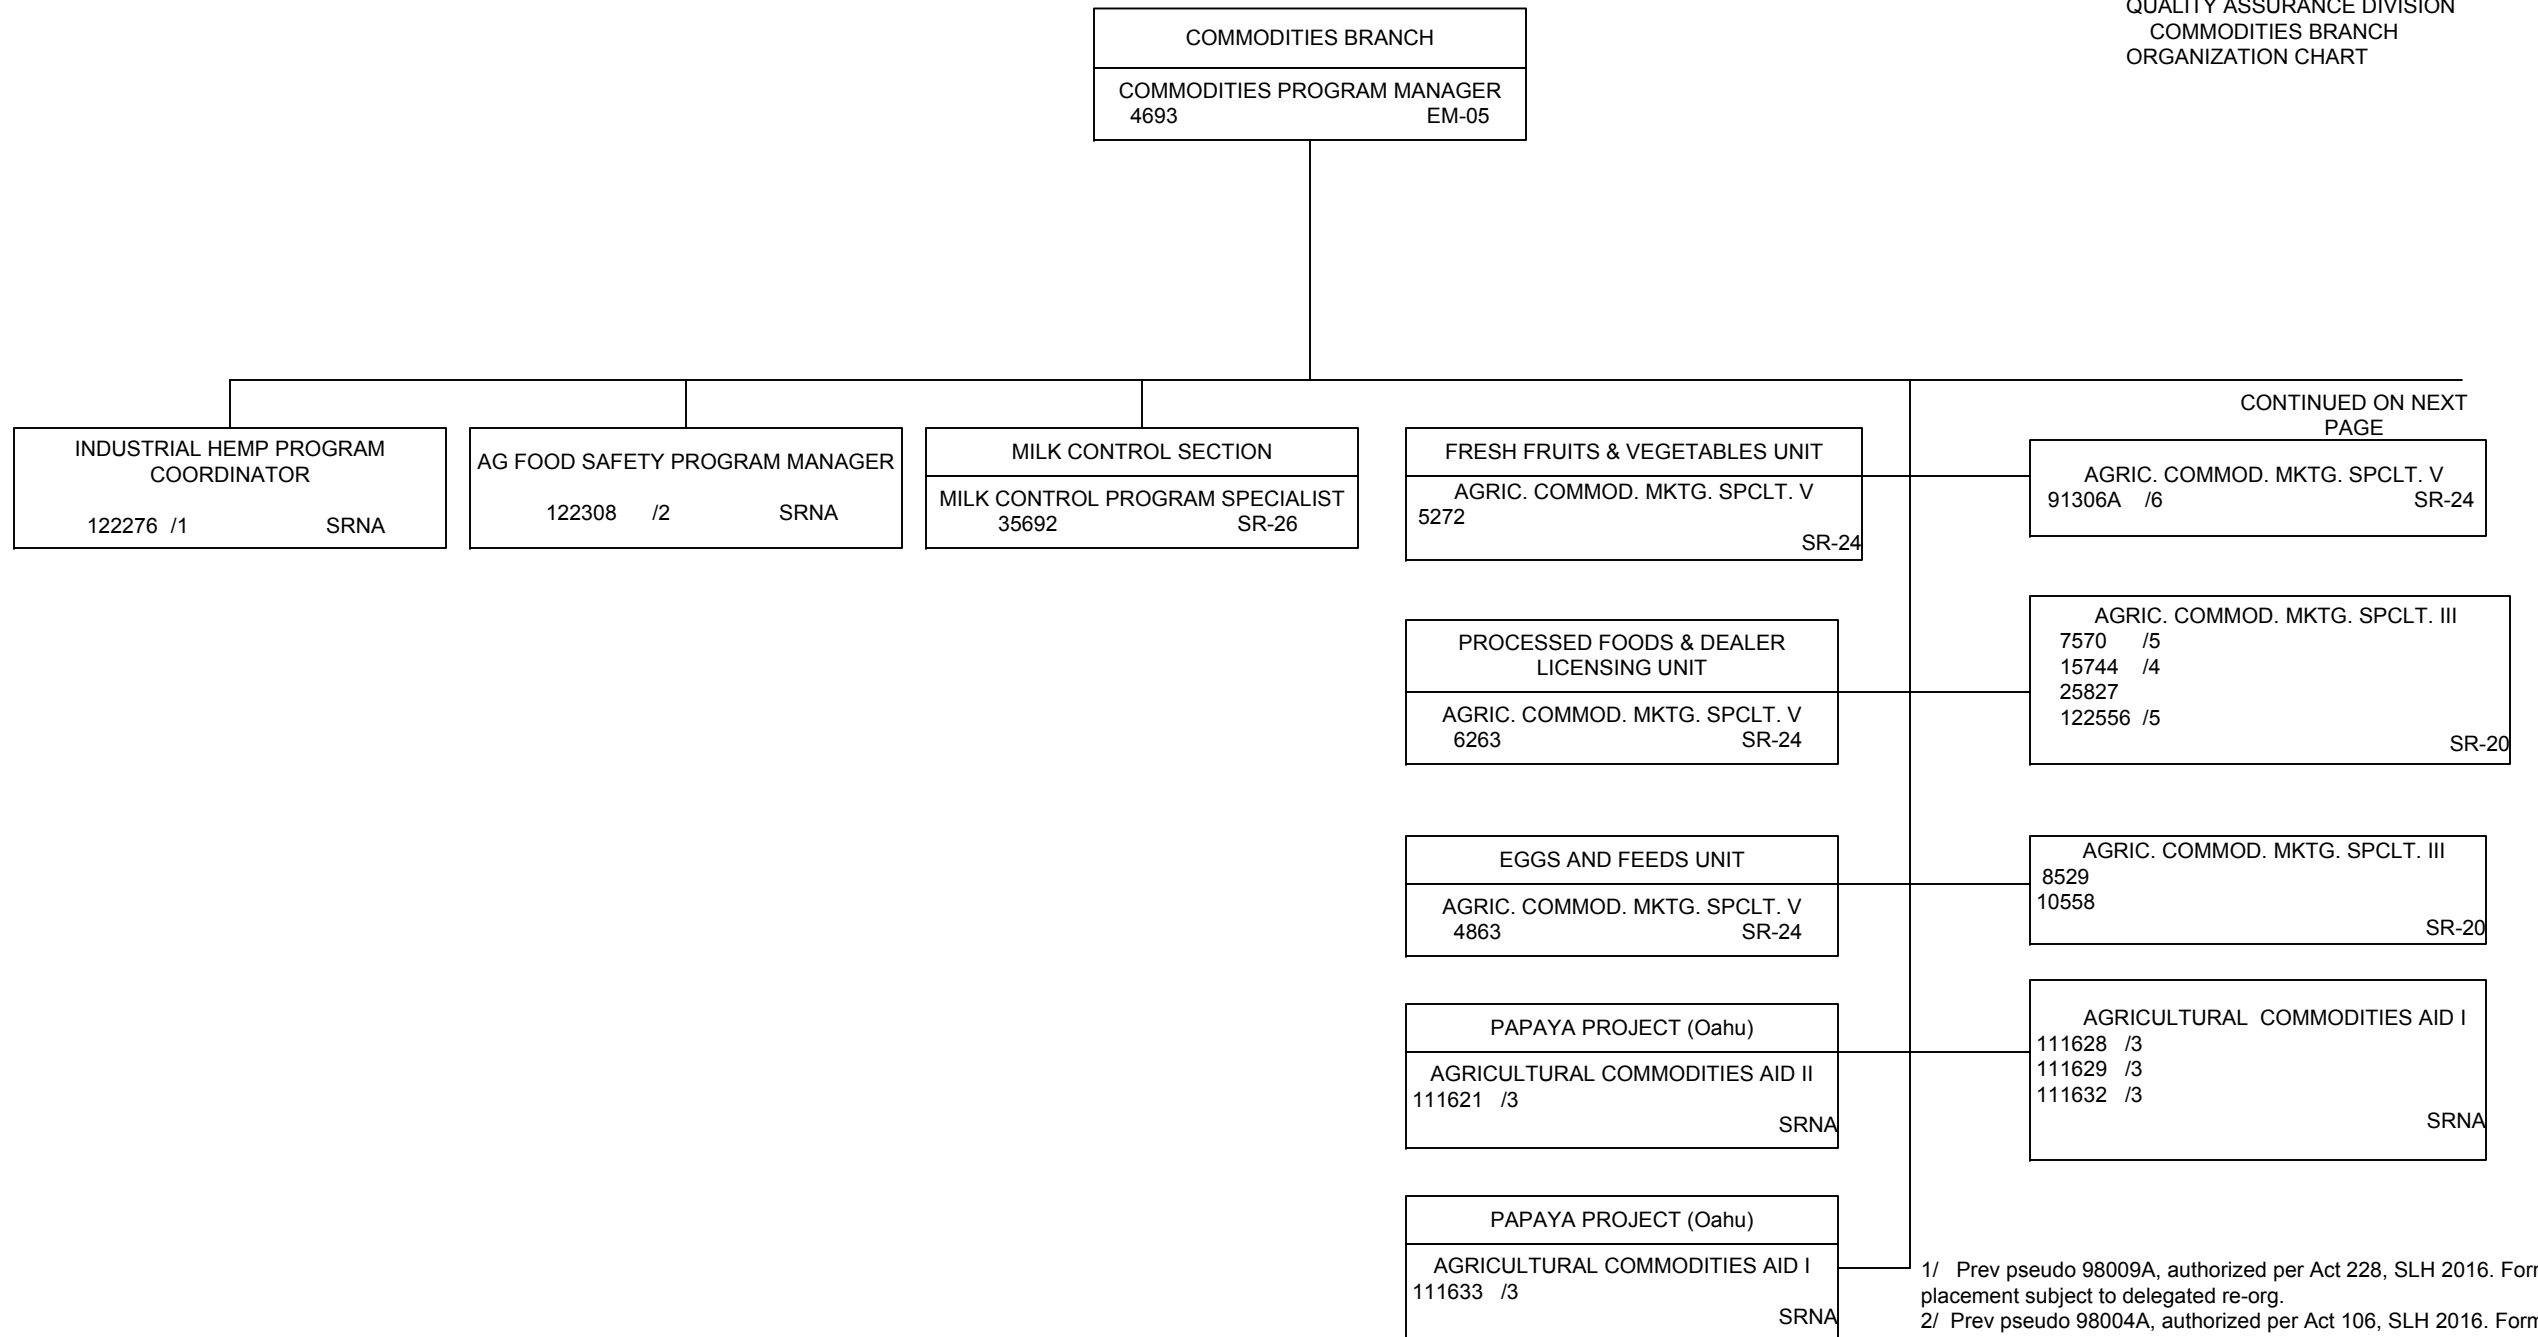 QUALITY ASSURANCE DIVISION
COMMODITIES BRANCH
ORGANIZATION CHART
COMMODITIES BRANCH
COMMODITIES PROGRAM MANAGER
4693 EM-05
CONTINUED ON NEXT
PAGE
INDUSTRIAL HEMP PROGRAM
COORDINATOR
122276 /1 SRNA
AG FOOD SAFETY PROGRAM MANAGER
122308 /2 SRNA
MILK CONTROL SECTION
MILK CONTROL PROGRAM SPECIALIST
35692 SR-26
FRESH FRUITS & VEGETABLES UNIT
AGRIC. COMMOD. MKTG. SPCLT. V
5272
SR-24
AGRIC. COMMOD. MKTG. SPCLT. V
91306A /6 SR-24
PROCESSED FOODS & DEALER
LICENSING UNIT
AGRIC. COMMOD. MKTG. SPCLT. V
6263 SR-24
AGRIC. COMMOD. MKTG. SPCLT. III
7570 /5
15744 /4
25827
122556 /5
SR-20
EGGS AND FEEDS UNIT
AGRIC. COMMOD. MKTG. SPCLT. V
4863 SR-24
AGRIC. COMMOD. MKTG. SPCLT. III
8529
10558
SR-20
PAPAYA PROJECT (Oahu)
AGRICULTURAL COMMODITIES AID II
111621 /3
SRNA
AGRICULTURAL COMMODITIES AID I
111628 /3
111629 /3
111632 /3
SRNA
PAPAYA PROJECT (Oahu)
AGRICULTURAL COMMODITIES AID I
111633 /3
SRNA
1/ Prev pseudo 98009A, authorized per Act 228, SLH 2016.
placement subject to delegated re-org.
2/ Prev pseudo 98004A, authorized per Act 106, SLH 2016.